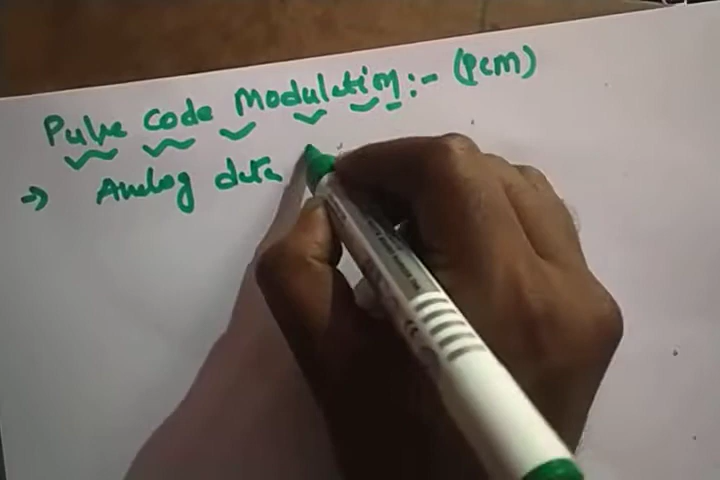 Pulse Code Modulation :- (PCM)
→ Analog data